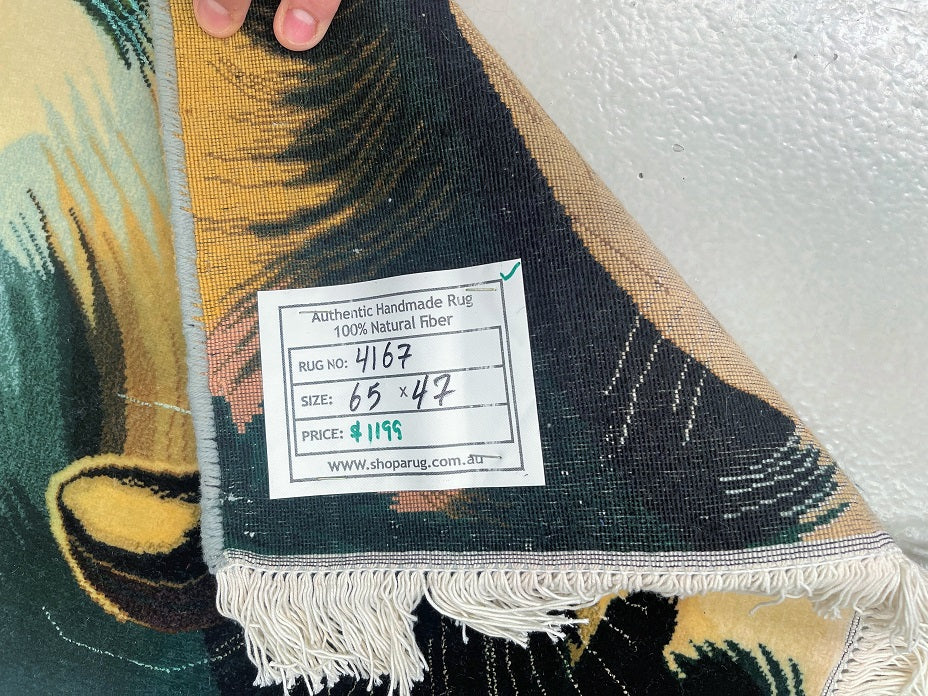 Authentic Handmade Rug
100% Natural Fiber
RUG NO: 4167
SIZE: 65 x 47
PRICE: $1199
www.shoparug.com.au